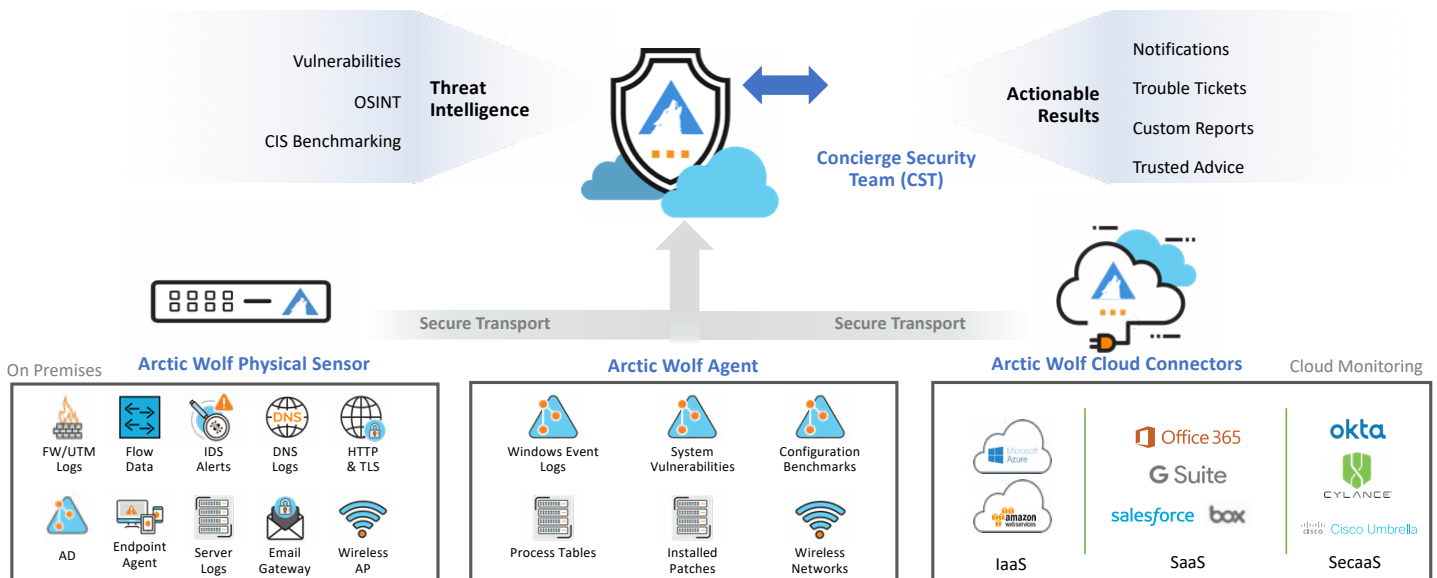 Vulnerabilities
OSINT
CIS Benchmarking
Threat
Intelligence
Concierge Security
Team (CST)
Actionable
Results
Notifications
Trouble Tickets
Custom Reports
Trusted Advice
Secure Transport
Secure Transport
On Premises
Arctic Wolf Physical Sensor
FW/UTM
Logs
Flow
Data
IDS
Alerts
DNS
DNS
Logs
HTTP
& TLS
AD
Endpoint
Agent
Server
Logs
Email
Gateway
Wireless
AP
Arctic Wolf Agent
Windows Event
Logs
System
Vulnerabilities
Configuration
Benchmarks
Process Tables
Installed
Patches
Wireless
Networks
Arctic Wolf Cloud Connectors
Cloud Monitoring
Microsoft
Azure
amazon
webservices
IaaS
Office 365
G Suite
salesforce
box
SaaS
okta
CYLANCE
cisco
Cisco Umbrella
SecaaS